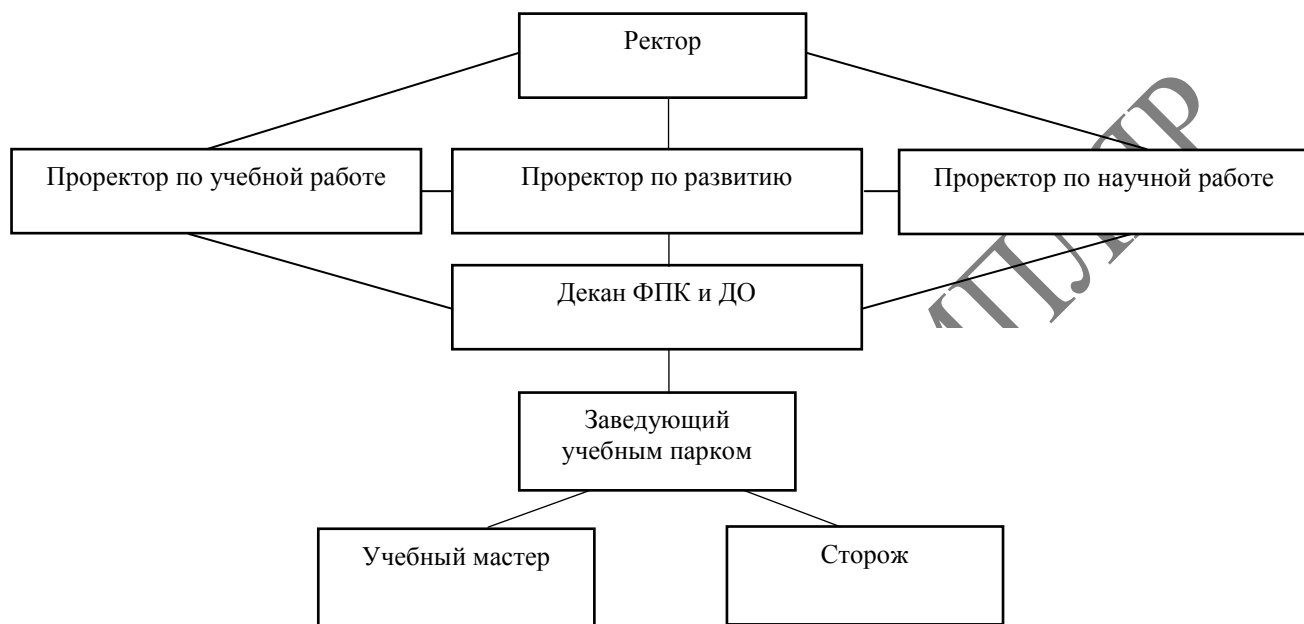 Ректор
Проректор по учебной работе
Проректор по развитию
Проректор по научной работе
Декан ФПК и ДО
Заведующий
учебным парком
Учебный мастер
Сторож